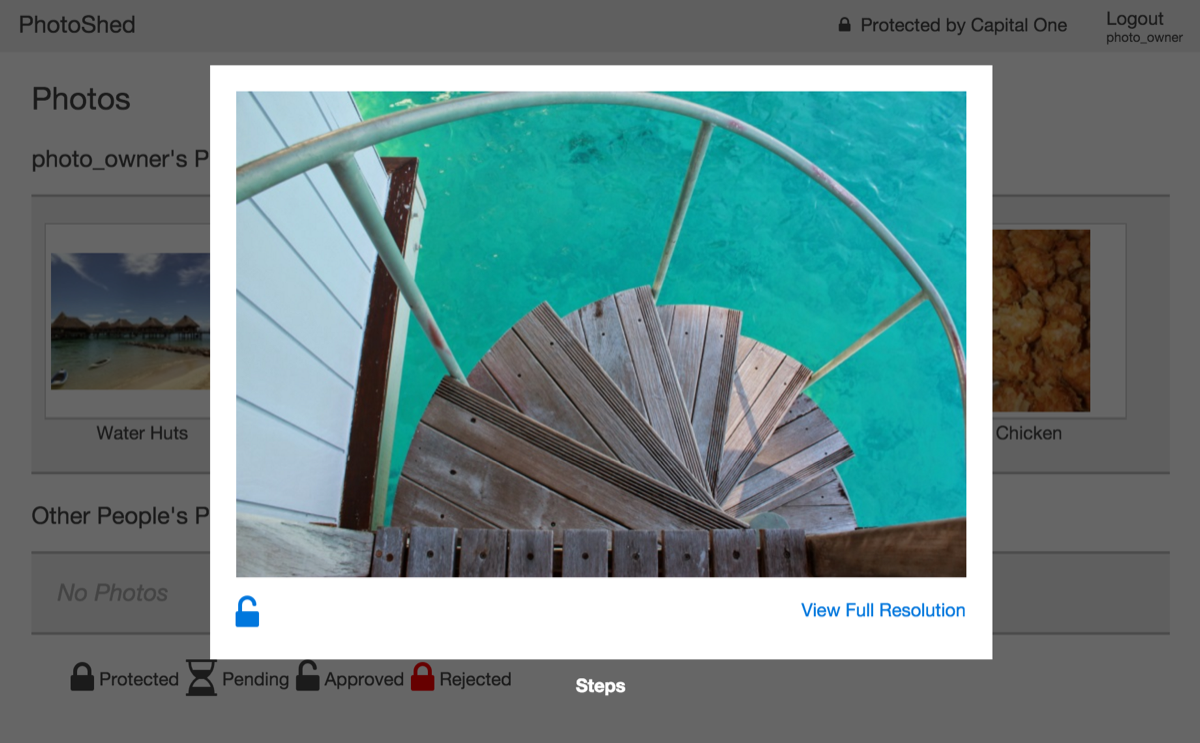 PhotoShed
Protected by Capital One
Logout
photo_owner
Photos
photo_owner's P
Water Huts
Chicken
Other People's P
No Photos
View Full Resolution
Protected
Pending
Approved
Rejected
Steps